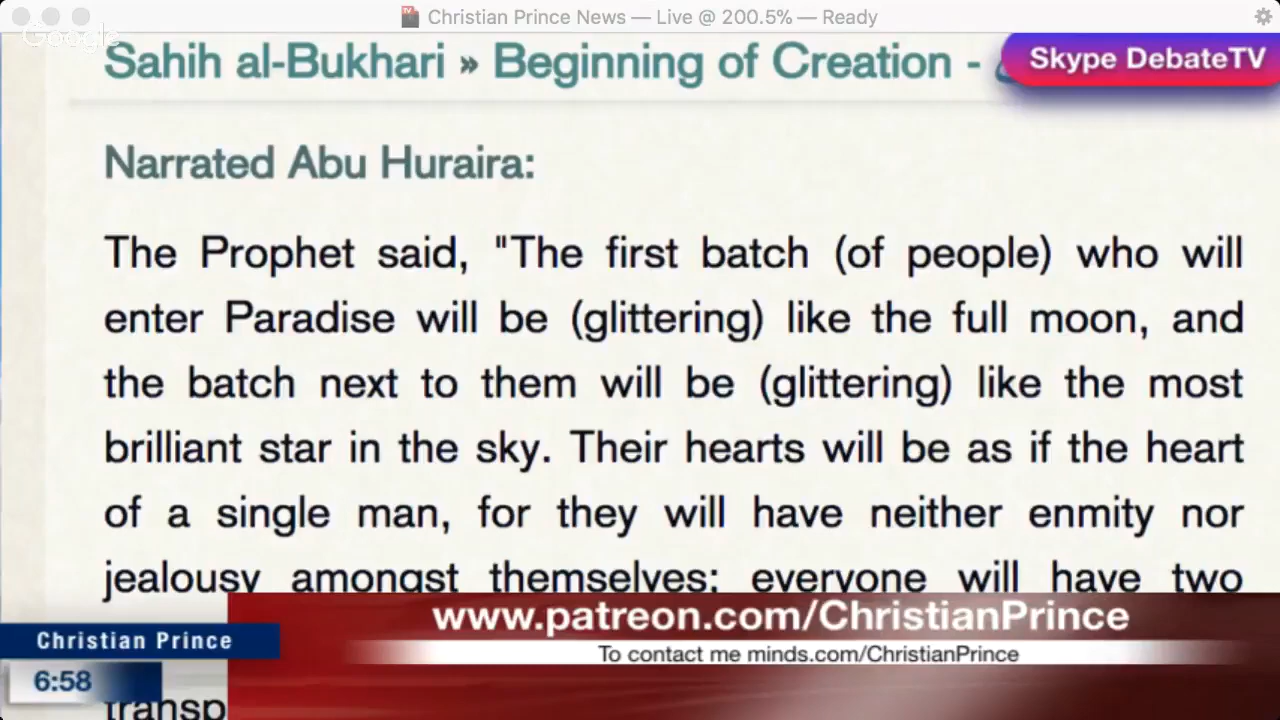 Christian Prince News — Live @ 200.5% — Ready
Google
Sahih al-Bukhari » Beginning of Creation -
Skype DebateTV
Narrated Abu Huraira:
The Prophet said, "The first batch (of people) who will
enter Paradise will be (glittering) like the full moon, and
the batch next to them will be (glittering) like the most
brilliant star in the sky. Their hearts will be as if the heart
of a single man, for they will have neither enmity nor
jealousy amongst themselves; everyone will have two
www.patreon.com/ChristianPrince
Christian Prince
To contact me minds.com/ChristianPrince
6:58
transp